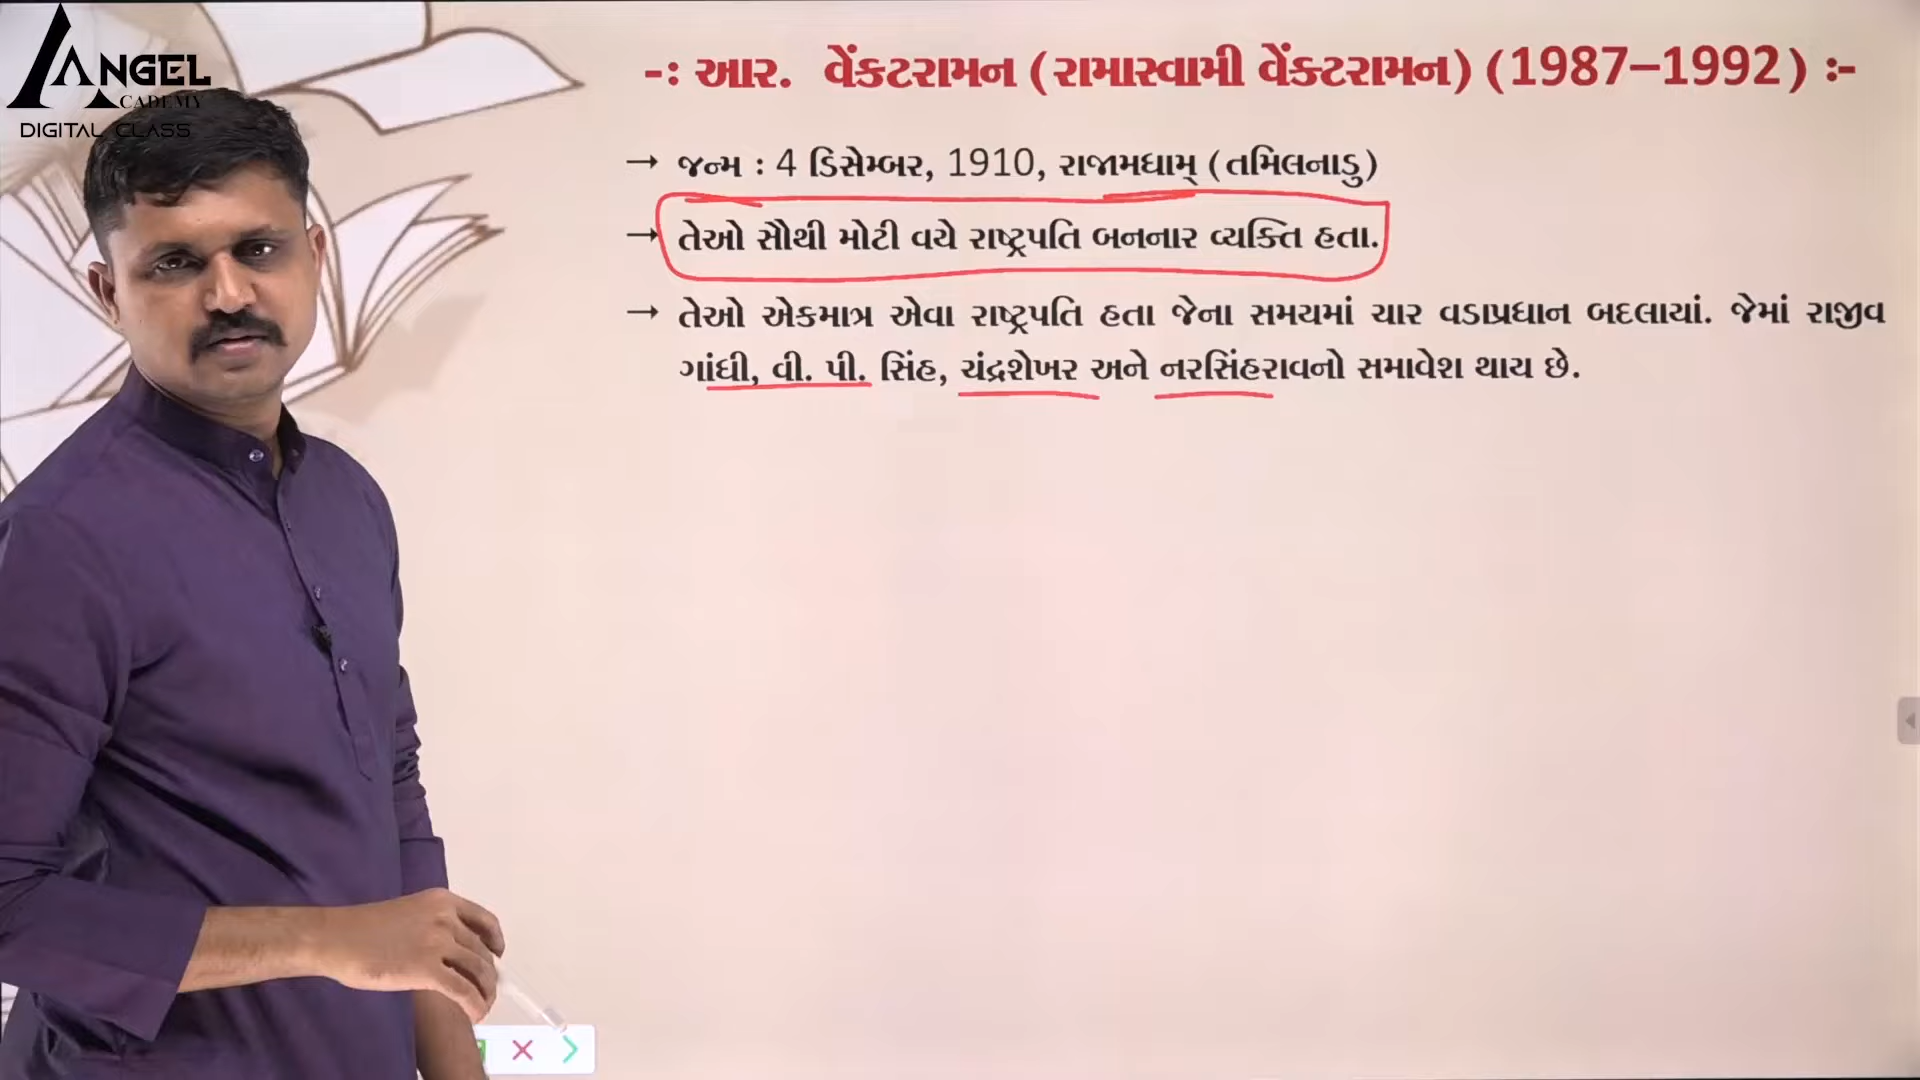 ANGEL
ACADEMY
DIGITAL CLASS
-: આર. વેંકટરામન (રામાસ્વામી વેંક્ટરામન) (1987–1992) :-
→ જન્મ : 4 ડિસેમ્બર, 1910, રાજામધામ્ (તમિલનાડુ)
→ તેઓ સૌથી મોટી વયે રાષ્ટ્રપતિ બનનાર વ્યક્તિ હતા.
→ તેઓ એકમાત્ર એવા રાષ્ટ્રપતિ હતા જેના સમયમાં ચાર વડાપ્રધાન બદલાયાં. જેમાં રાજીવ
ગાંધી, વી. પી. સિંહ, ચંદ્રશેખર અને નરસિંહરાવનો સમાવેશ થાય છે.